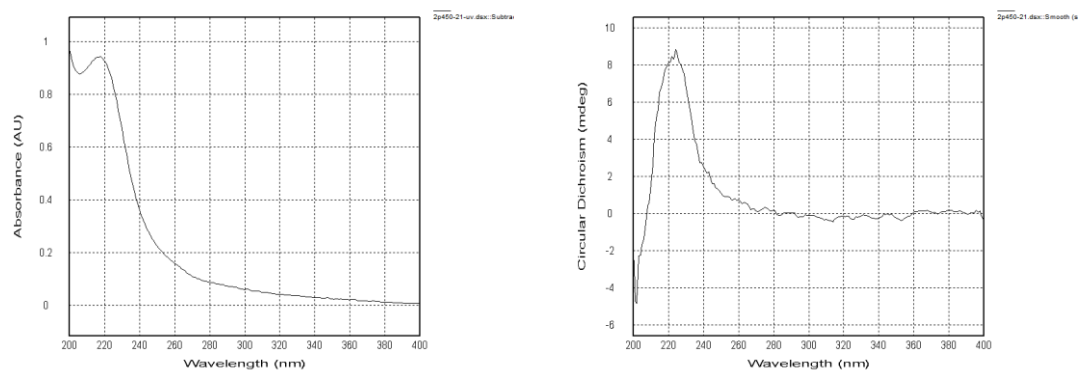 2p450-21-uv.dsx::Subtra
Absorbance (AU)
1
0.8
0.6
0.4
0.2
0
200 220 240 260 280 300 320 340 360 380 400
Wavelength (nm)
2p450-21.dsx::Smooth (s
Circular Dichroism (mdeg)
10
8
6
4
2
0
-2
-4
-6
200 220 240 260 280 300 320 340 360 380 400
Wavelength (nm)